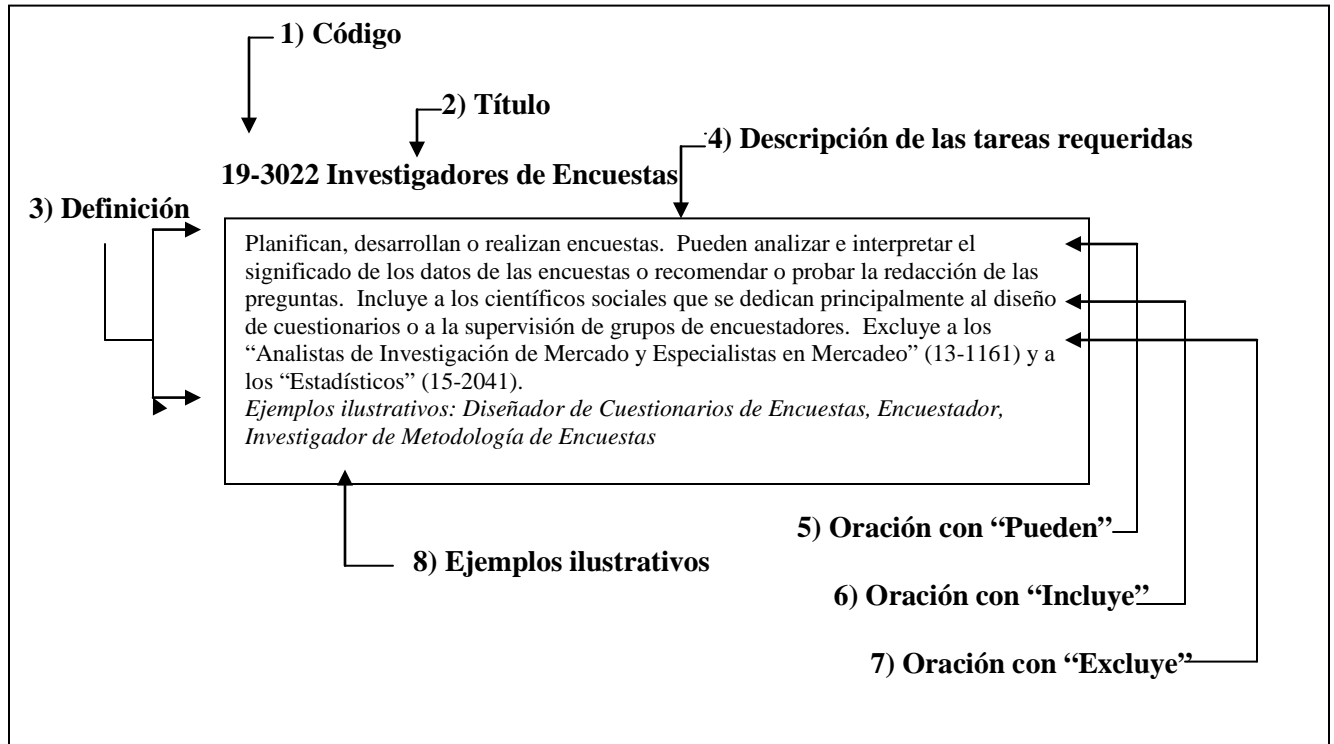 1) Código
2) Título
4) Descripción de las tareas requeridas
19-3022 Investigadores de Encuestas
3) Definición
Planifican, desarrollan o realizan encuestas. Pueden analizar e interpretar el
significado de los datos de las encuestas o recomendar o probar la redacción de las
preguntas. Incluye a los científicos sociales que se dedican principalmente al diseño
de cuestionarios o a la supervisión de grupos de encuestadores. Excluye a los
“Analistas de Investigación de Mercado y Especialistas en Mercadeo” (13-1161) y a
los “Estadísticos” (15-2041).
Ejemplos ilustrativos: Diseñador de Cuestionarios de Encuestas, Encuestador,
Investigador de Metodología de Encuestas
5) Oración con “Pueden”
8) Ejemplos ilustrativos
6) Oración con “Incluye”
7) Oración con “Excluye”